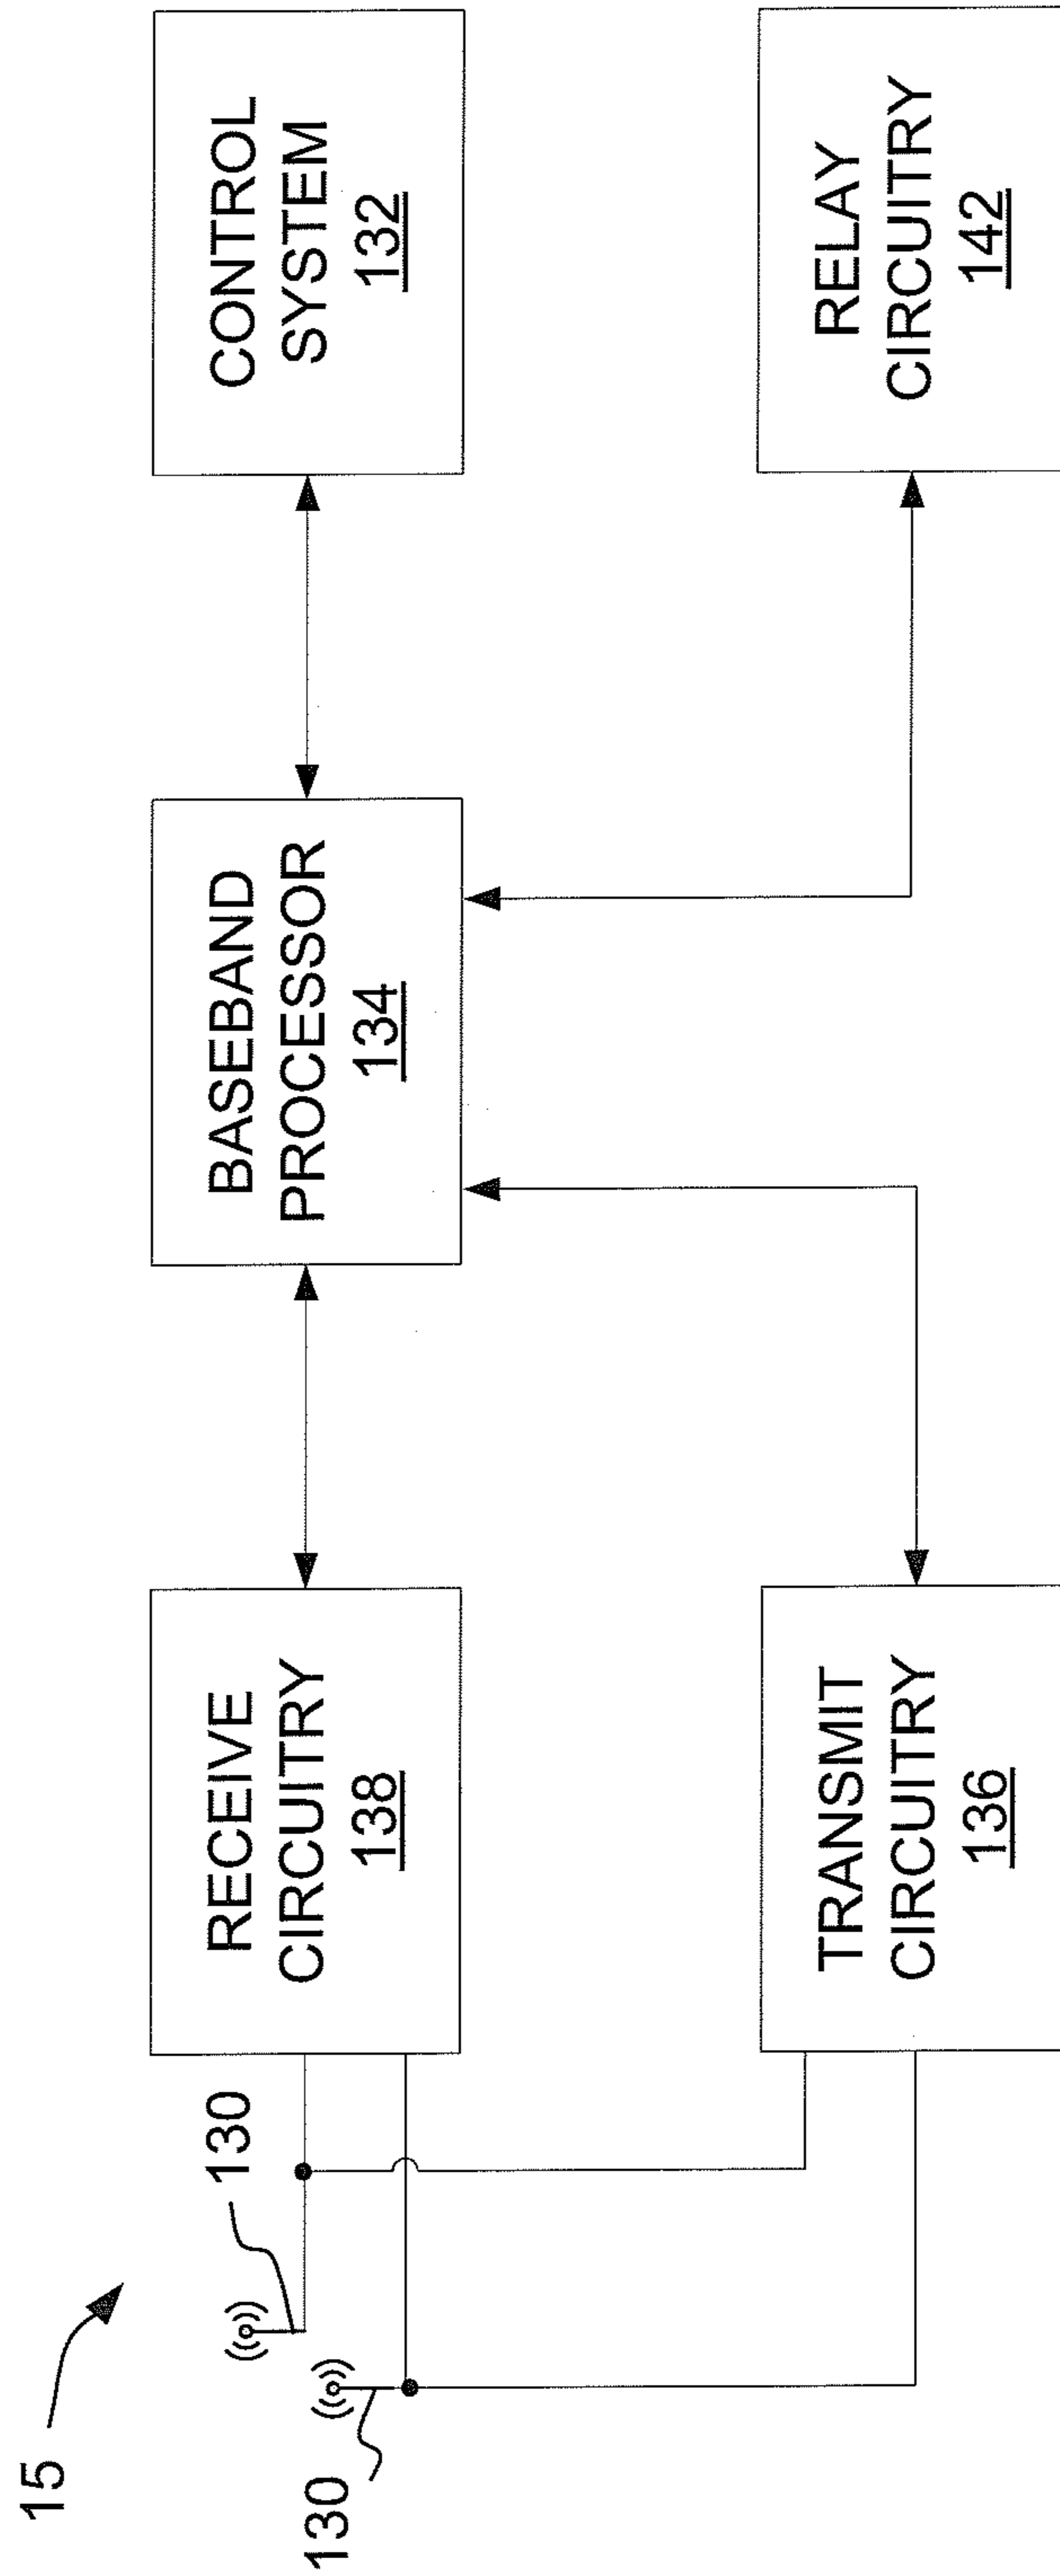 15
130
130
RECEIVE
CIRCUITRY
138
BASEBAND
PROCESSOR
134
CONTROL
SYSTEM
132
TRANSMIT
CIRCUITRY
136
RELAY
CIRCUITRY
142